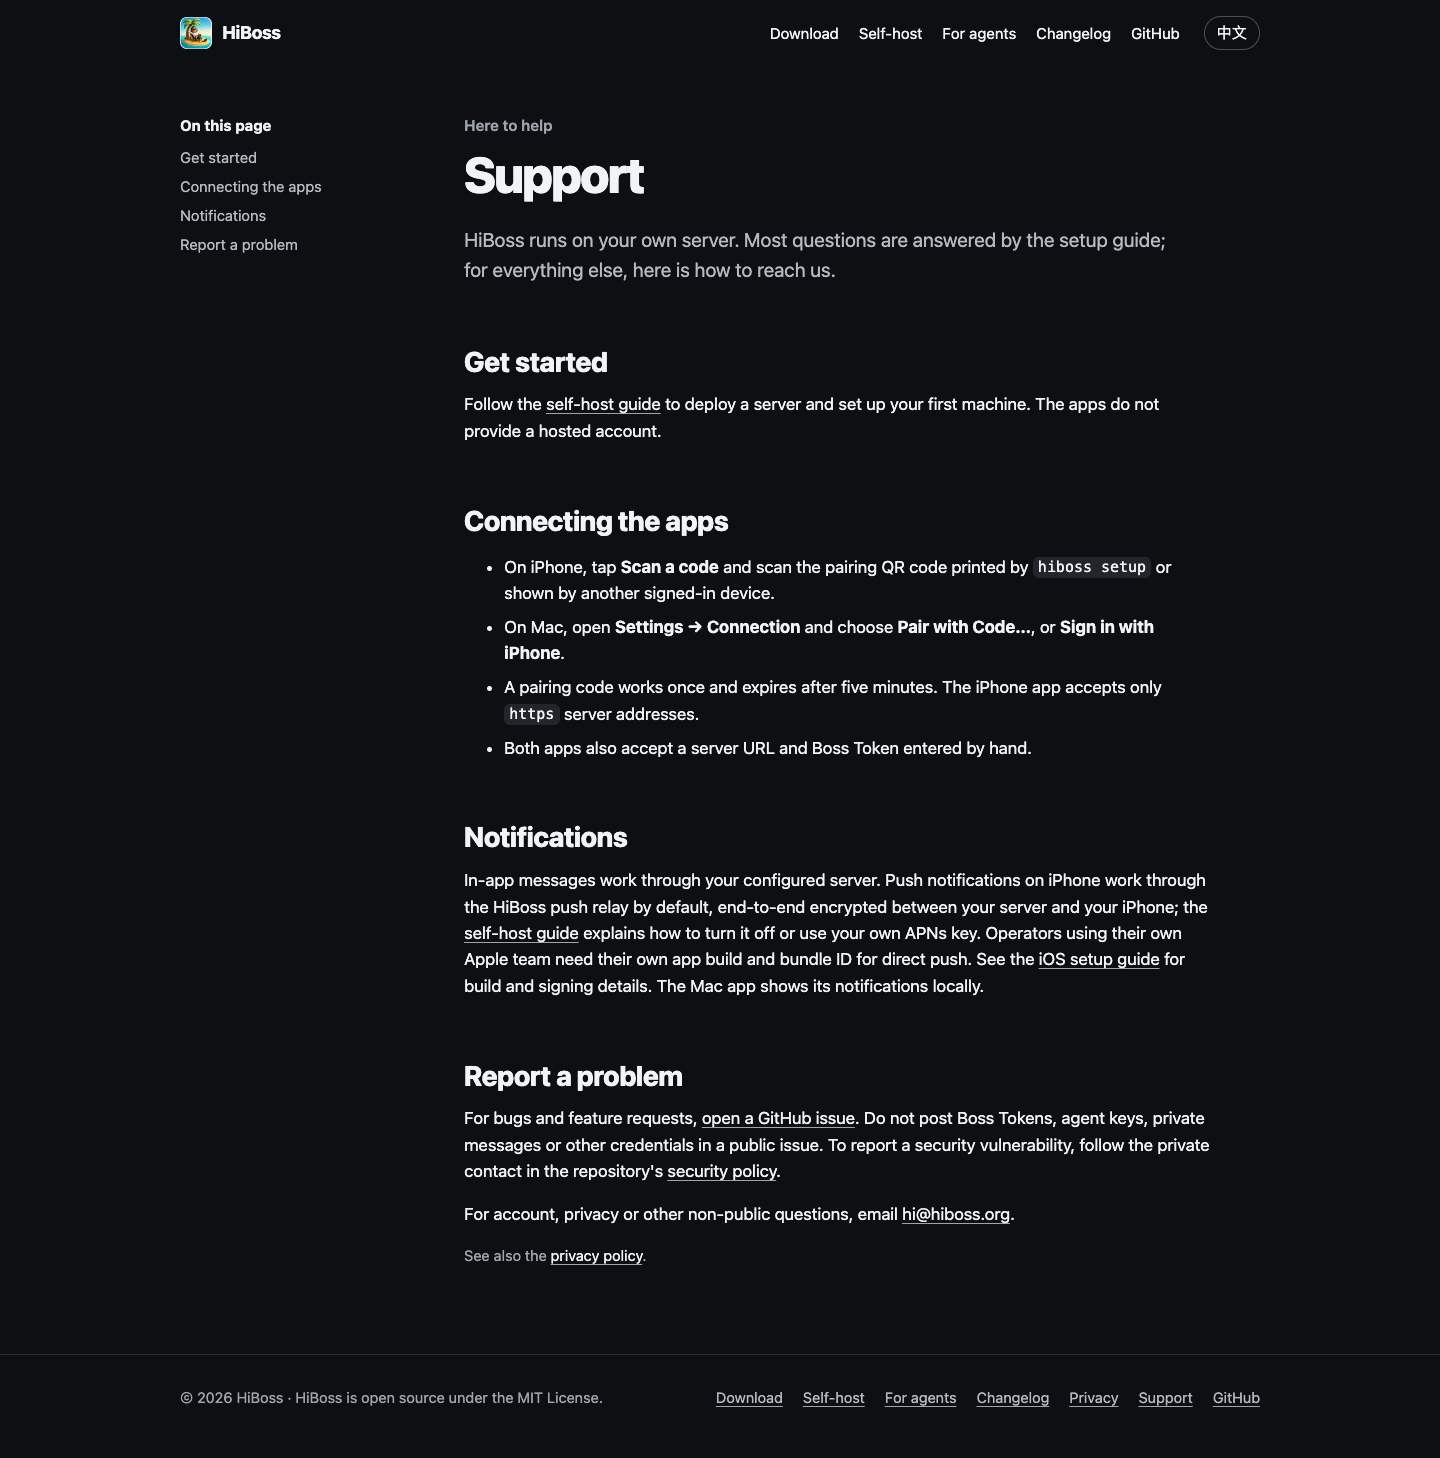 HiBoss
Download Self-host For agents Changelog GitHub 中文
On this page
Get started
Connecting the apps
Notifications
Report a problem
Here to help
Support
HiBoss runs on your own server. Most questions are answered by the setup guide;
for everything else, here is how to reach us.
Get started
Follow the self-host guide to deploy a server and set up your first machine. The apps do not
provide a hosted account.
Connecting the apps
• On iPhone, tap Scan a code and scan the pairing QR code printed by hiboss setup or
shown by another signed-in device.
• On Mac, open Settings → Connection and choose Pair with Code…, or Sign in with
iPhone.
• A pairing code works once and expires after five minutes. The iPhone app accepts only
https server addresses.
• Both apps also accept a server URL and Boss Token entered by hand.
Notifications
In-app messages work through your configured server. Push notifications on iPhone work through
the HiBoss push relay by default, end-to-end encrypted between your server and your iPhone; the
self-host guide explains how to turn it off or use your own APNs key. Operators using their own
Apple team need their own app build and bundle ID for direct push. See the iOS setup guide for
build and signing details. The Mac app shows its notifications locally.
Report a problem
For bugs and feature requests, open a GitHub issue. Do not post Boss Tokens, agent keys, private
messages or other credentials in a public issue. To report a security vulnerability, follow the private
contact in the repository's security policy.
For account, privacy or other non-public questions, email hi@hiboss.org.
See also the privacy policy.
© 2026 HiBoss · HiBoss is open source under the MIT License.
Download Self-host For agents Changelog Privacy Support GitHub